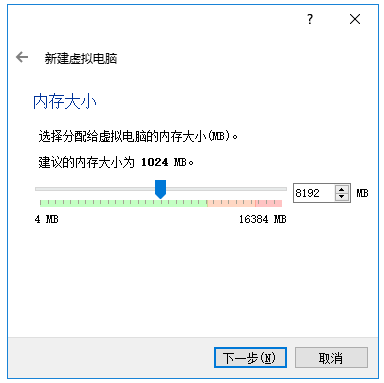 ?
新建虚拟电脑
内存大小
选择分配给虚拟电脑的内存大小(MB)。
建议的内存大小为 1024 MB。
8192 MB
4 MB 16384 MB
下一步(N) 取消